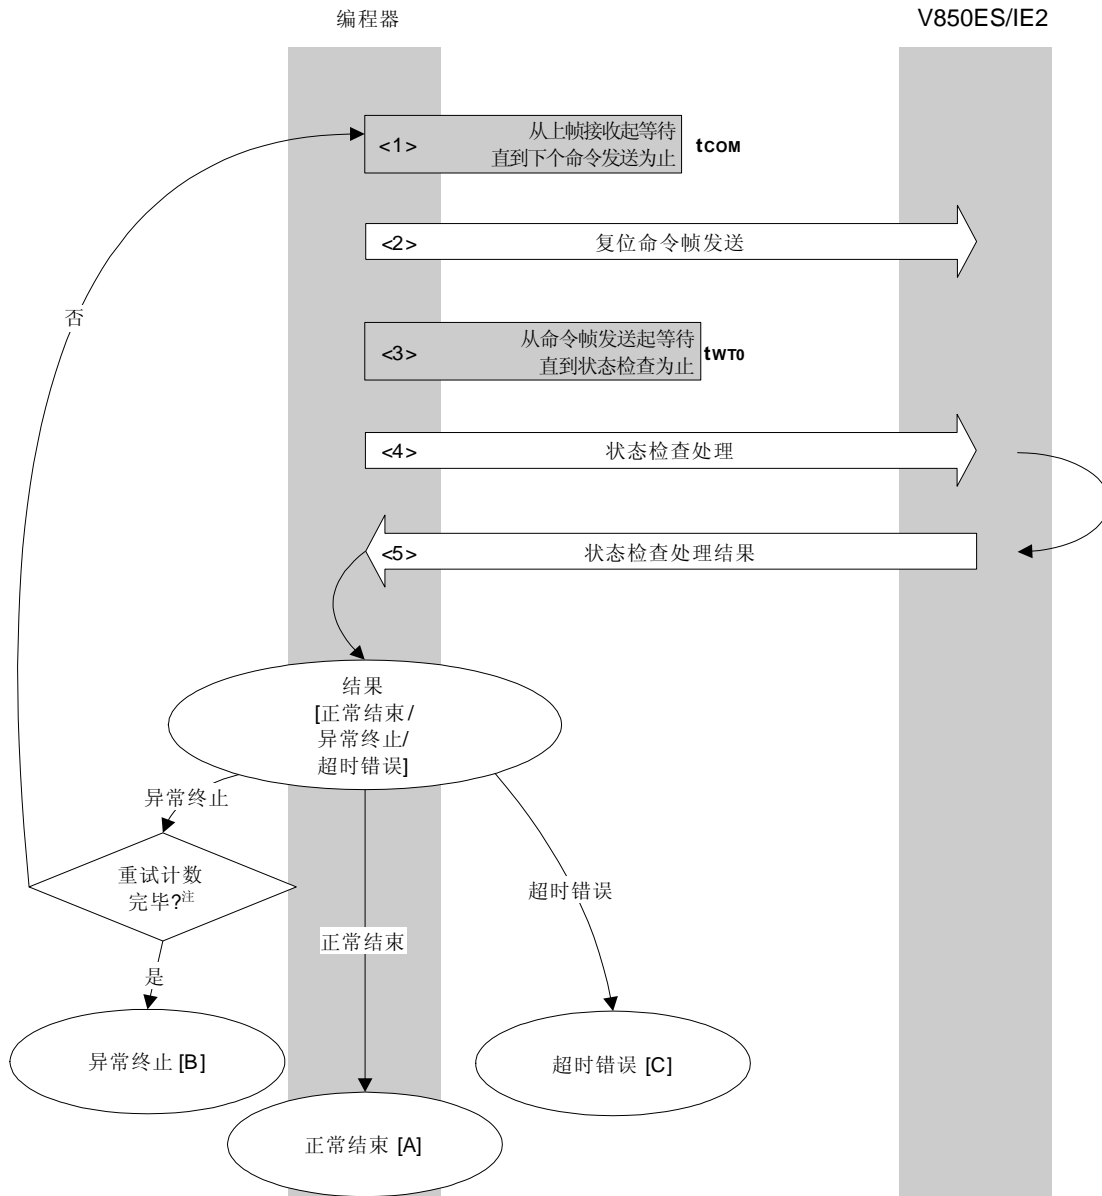 编程器
V850ES/IE2
<1>
从上帧接收起等待
直到下个命令发送为止
tCOM
<2>
复位命令帧发送
否
<3>
从命令帧发送起等待
直到状态检查为止
tWT0
<4>
状态检查处理
<5>
状态检查处理结果
结果
[正常结束/
异常终止/
超时错误]
异常终止
重试计数
完毕?注
超时错误
正常结束
是
异常终止 [B]
超时错误 [C]
正常结束 [A]